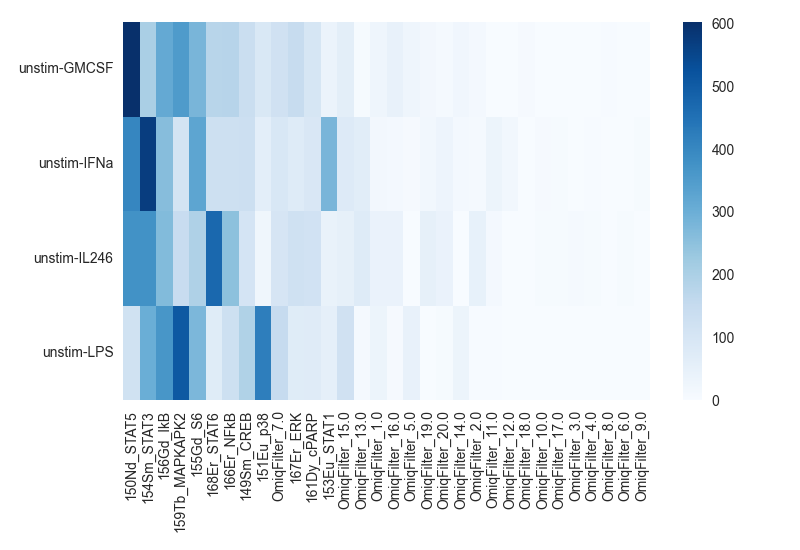 unstim-GMCSF
unstim-IFNa
unstim-IL246
unstim-LPS
600
500
400
300
200
100
0
150Nd_STAT5
154Sm_STAT3
156Gd_IkB
159Tb_MAPKAPK2
155Gd_S6
168Er_STAT6
166Er_NFkB
149Sm_CREB
151Eu_p38
OmiqFilter_7.0
167Er_ERK
161Dy_cPARP
153Eu_STAT1
OmiqFilter_15.0
OmiqFilter_13.0
OmiqFilter_1.0
OmiqFilter_16.0
OmiqFilter_5.0
OmiqFilter_19.0
OmiqFilter_20.0
OmiqFilter_14.0
OmiqFilter_2.0
OmiqFilter_11.0
OmiqFilter_12.0
OmiqFilter_18.0
OmiqFilter_10.0
OmiqFilter_17.0
OmiqFilter_3.0
OmiqFilter_4.0
OmiqFilter_8.0
OmiqFilter_6.0
OmiqFilter_9.0